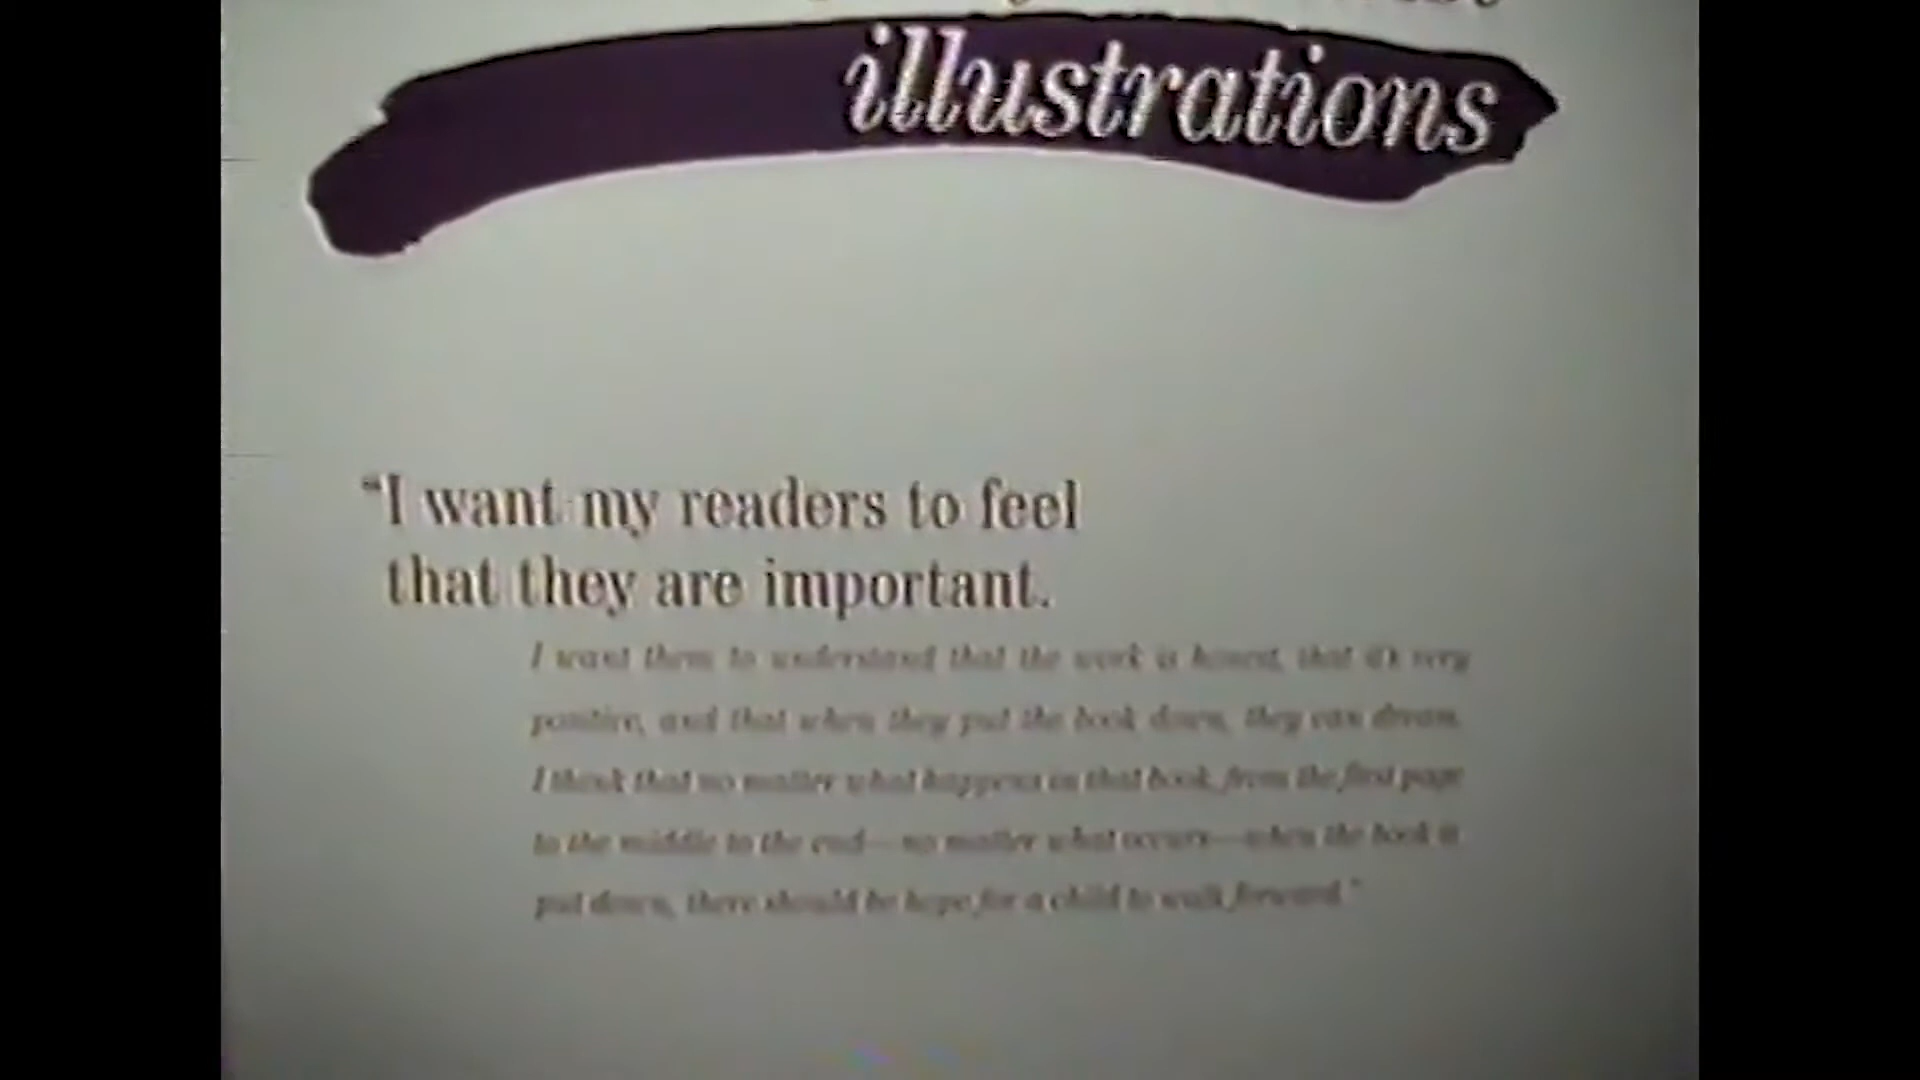 illustrations
“I want my readers to feel
that they are important.
I want them to understand that the work is honest, that it's very
positive, and that when they put the book down, they can dream.
I think that no matter what happens in that book, from the first page
to the middle to the end—no matter what occurs—when the book is
put down, there should be hope for a child to walk forward.”